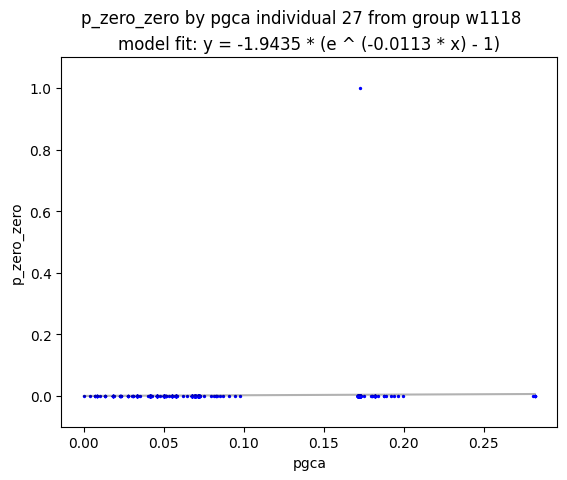 p_zero_zero by pgca individual 27 from group w1118
model fit: y = -1.9435 * (e ^ (-0.0113 * x) - 1)
1.0
0.8
0.6
0.4
0.2
0.0
p_zero_zero
0.00 0.05 0.10 0.15 0.20 0.25
pgca